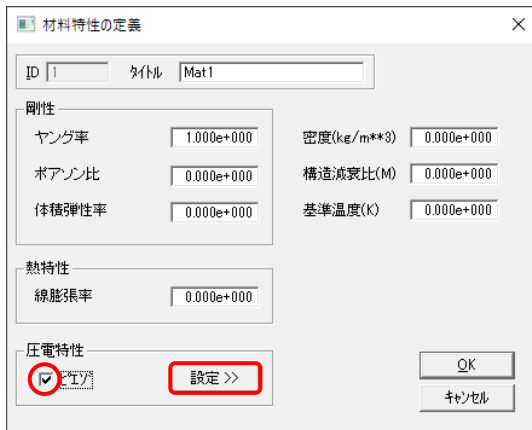 材料特性の定義
ID 1 ﾀｲﾄﾙ Mat1
剛性
ヤング率 1.000e+000
ポアソン比 0.000e+000
体積弾性率 0.000e+000
密度(kg/m**3) 0.000e+000
構造減衰比(M) 0.000e+000
基準温度(K) 0.000e+000
熱特性
線膨張率 0.000e+000
圧電特性
ﾋﾟｴｿﾞ 設定 >>
OK
ｷｬﾝｾﾙ